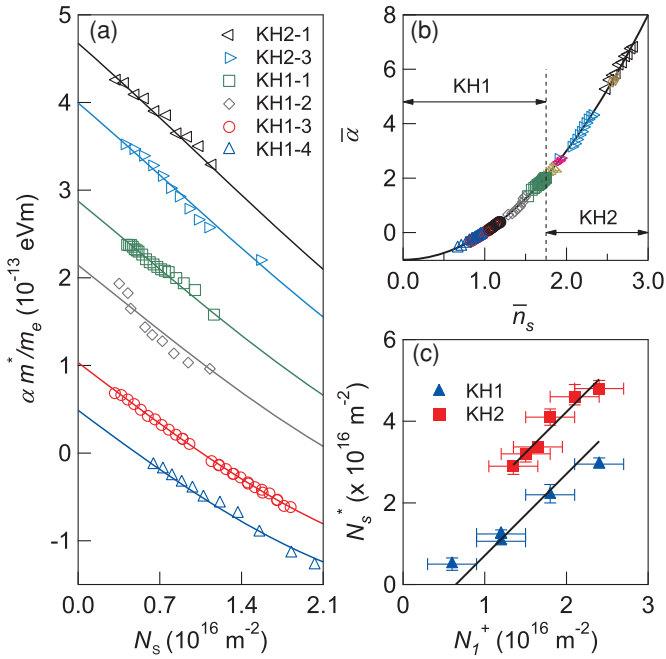 (a)
KH2-1
KH2-3
KH1-1
KH1-2
KH1-3
KH1-4
5
4
3
2
1
0
-1
α m*/mₑ (10⁻¹³ eVm)
0.0
0.7
1.4
2.1
Nₛ (10¹⁶ m⁻²)
(b)
KH1
KH2
8
6
4
2
0
ᾱ
0.0
1.0
2.0
3.0
n̄ₛ
(c)
KH1
KH2
6
4
2
0
Nₛ* (x 10¹⁶ m⁻²)
0
1
2
3
N₁⁺ (10¹⁶ m⁻²)